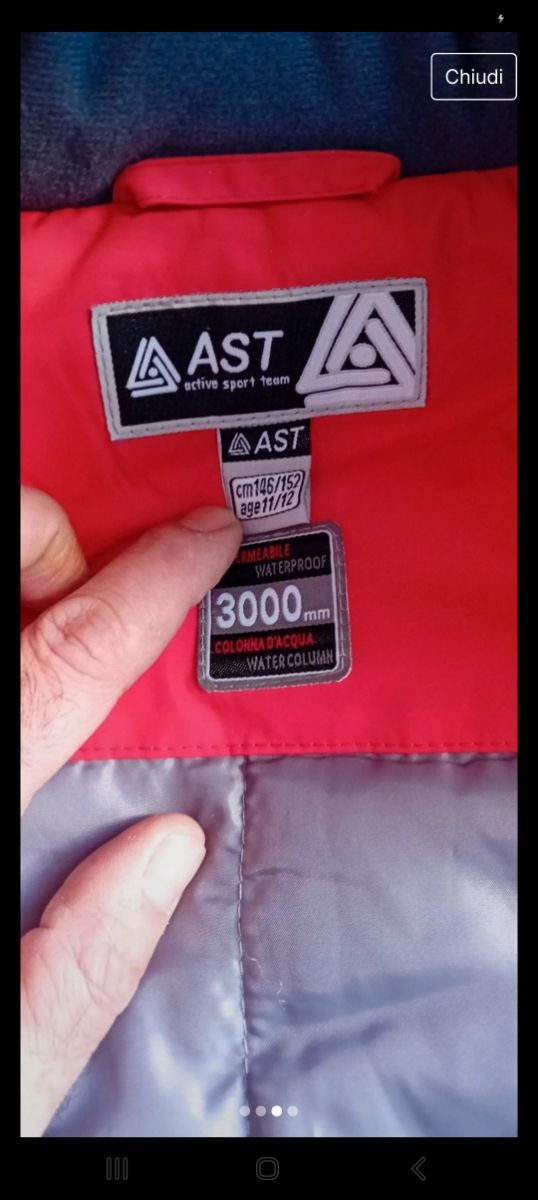 Chiudi
AST
active sport team
AST
cm146/152
age11/12
WATERPROOF
3000mm
COLONNA D'ACQUA
WATER COLUMN